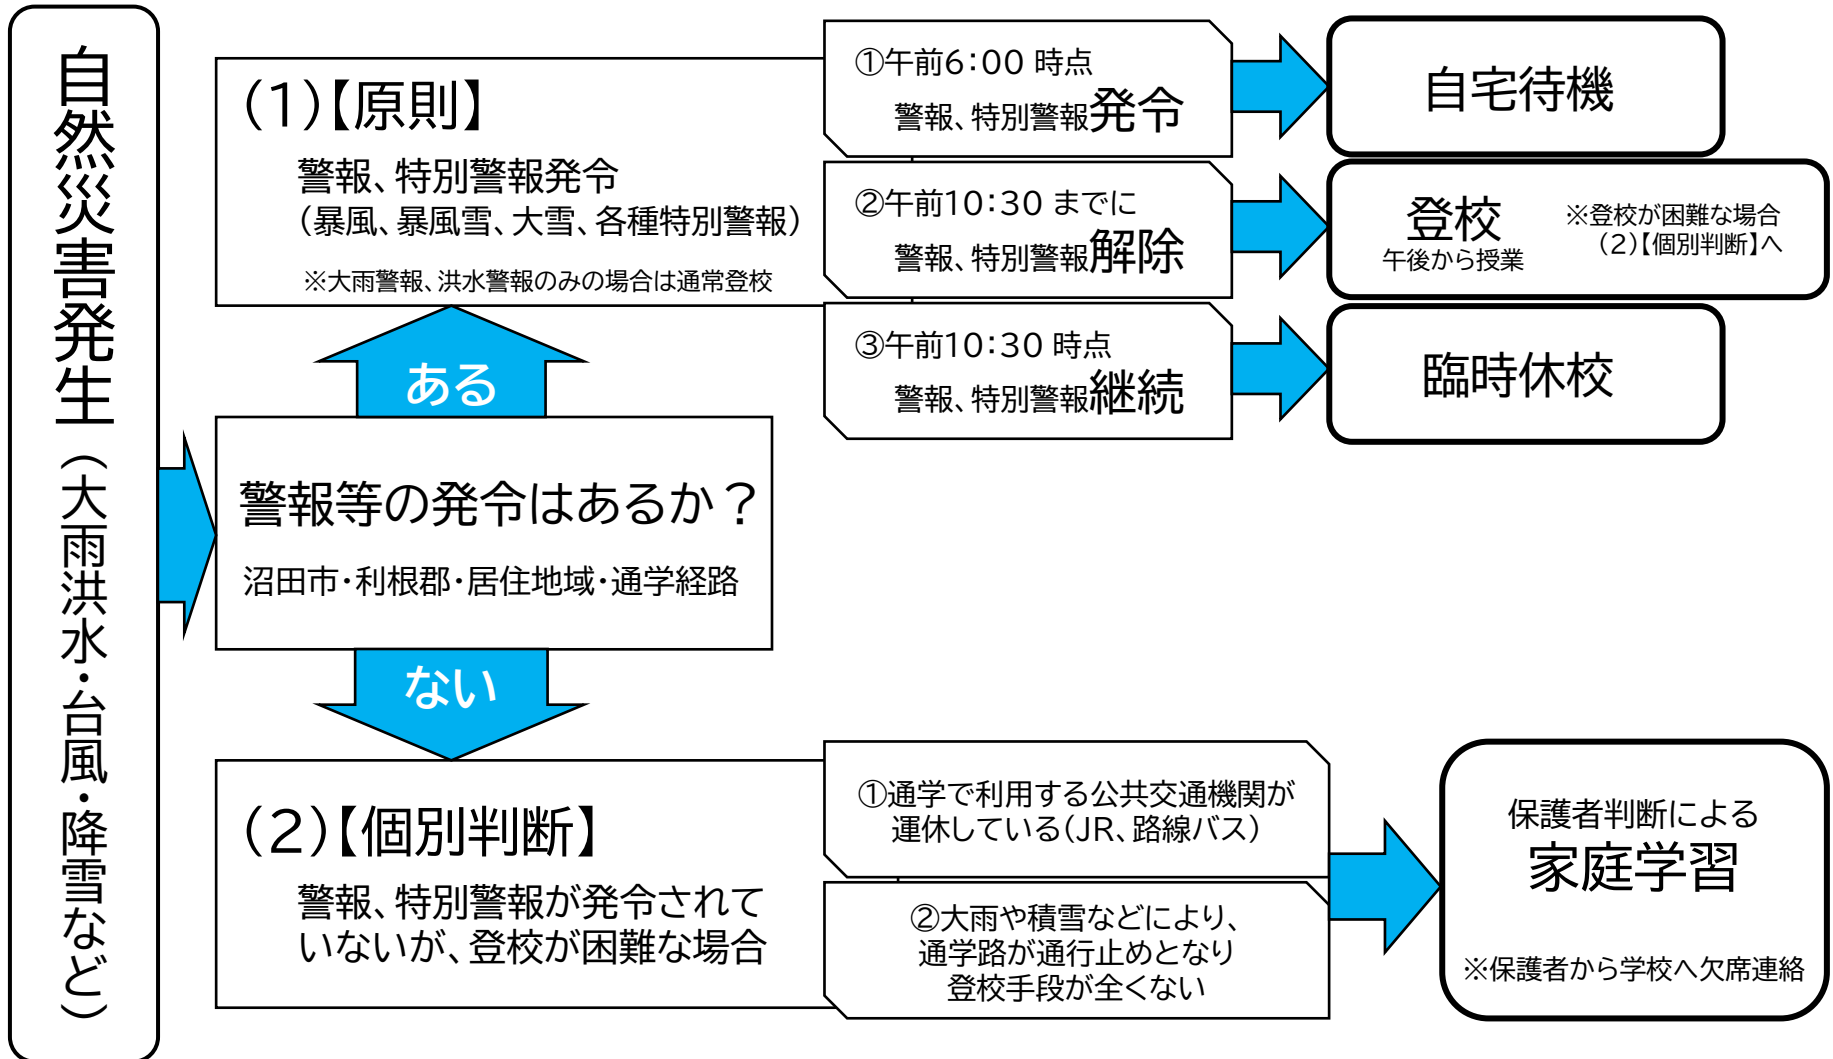 自然災害発生（大雨洪水・台風・降雪など）
(1)【原則】
警報、特別警報発令
（暴風、暴風雪、大雪、各種特別警報）
※大雨警報、洪水警報のみの場合は通常登校
①午前6：00 時点
警報、特別警報発令
自宅待機
②午前10：30 までに
警報、特別警報解除
登校
午後から授業
※登校が困難な場合
(2)【個別判断】へ
③午前10：30 時点
警報、特別警報継続
臨時休校
ある
警報等の発令はあるか？
沼田市・利根郡・居住地域・通学経路
ない
(2)【個別判断】
警報、特別警報が発令されて
いないが、登校が困難な場合
①通学で利用する公共交通機関が
運休している(JR、路線バス)
②大雨や積雪などにより、
通学路が通行止めとなり
登校手段が全くない
保護者判断による
家庭学習
※保護者から学校へ欠席連絡